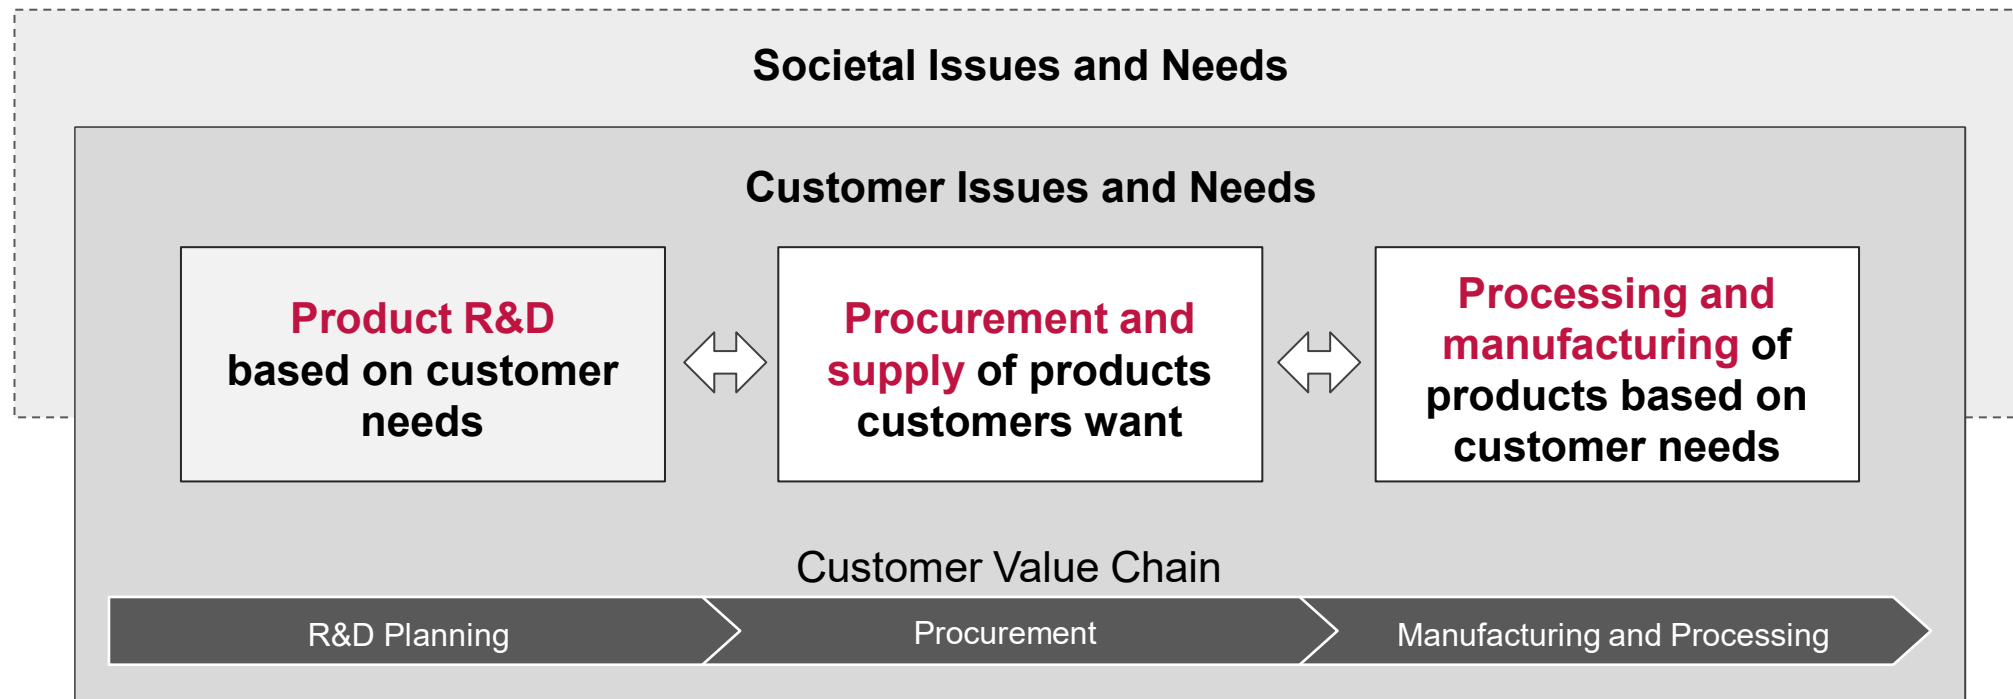 Societal Issues and Needs
Customer Issues and Needs
Product R&D
based on customer
needs
Procurement and
supply of products
customers want
Processing and
manufacturing of
products based on
customer needs
Customer Value Chain
R&D Planning
Procurement
Manufacturing and Processing